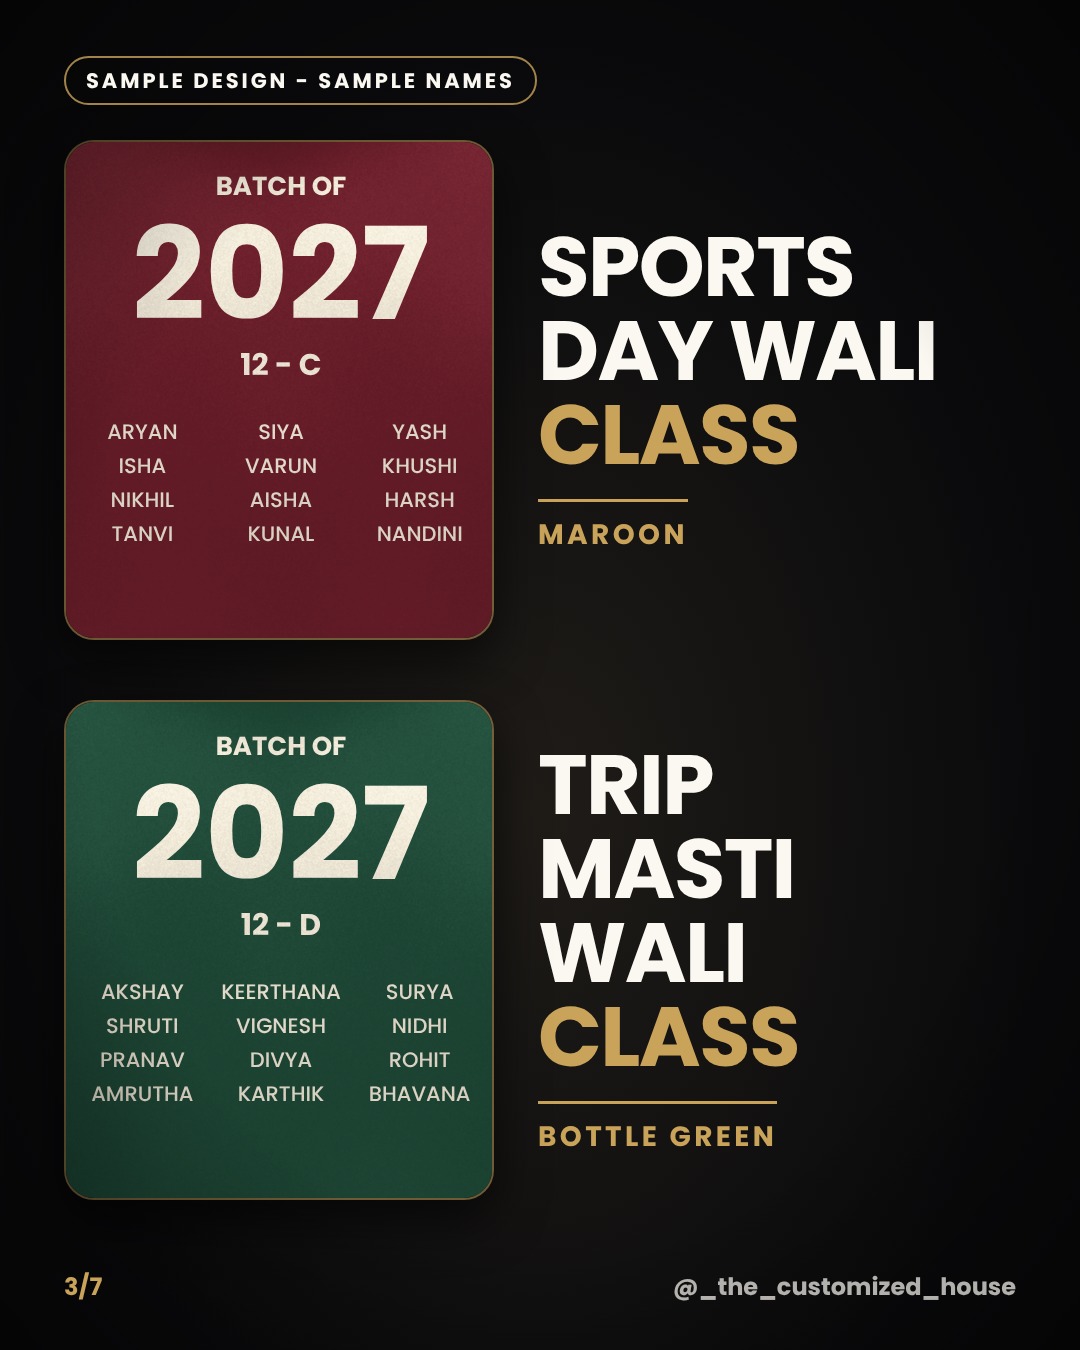 SAMPLE DESIGN - SAMPLE NAMES
BATCH OF
2027
12 - C
ARYAN SIYA YASH
ISHA VARUN KHUSHI
NIKHIL AISHA HARSH
TANVI KUNAL NANDINI
SPORTS
DAY WALI
CLASS
MAROON
BATCH OF
2027
12 - D
AKSHAY KEERTHANA SURYA
SHRUTI VIGNESH NIDHI
PRANAV DIVYA ROHIT
AMRUTHA KARTHIK BHAVANA
TRIP
MASTI
WALI
CLASS
BOTTLE GREEN
3/7
@_the_customized_house